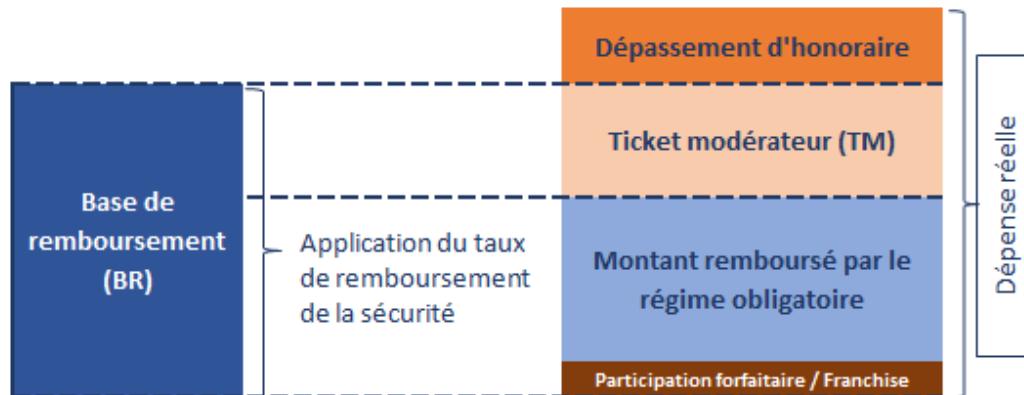 Dépassement d'honoraire
Ticket modérateur (TM)
Base de
remboursement
(BR)
Application du taux
de remboursement
de la sécurité
Montant remboursé par le
régime obligatoire
Participation forfaitaire / Franchise
Dépense réelle